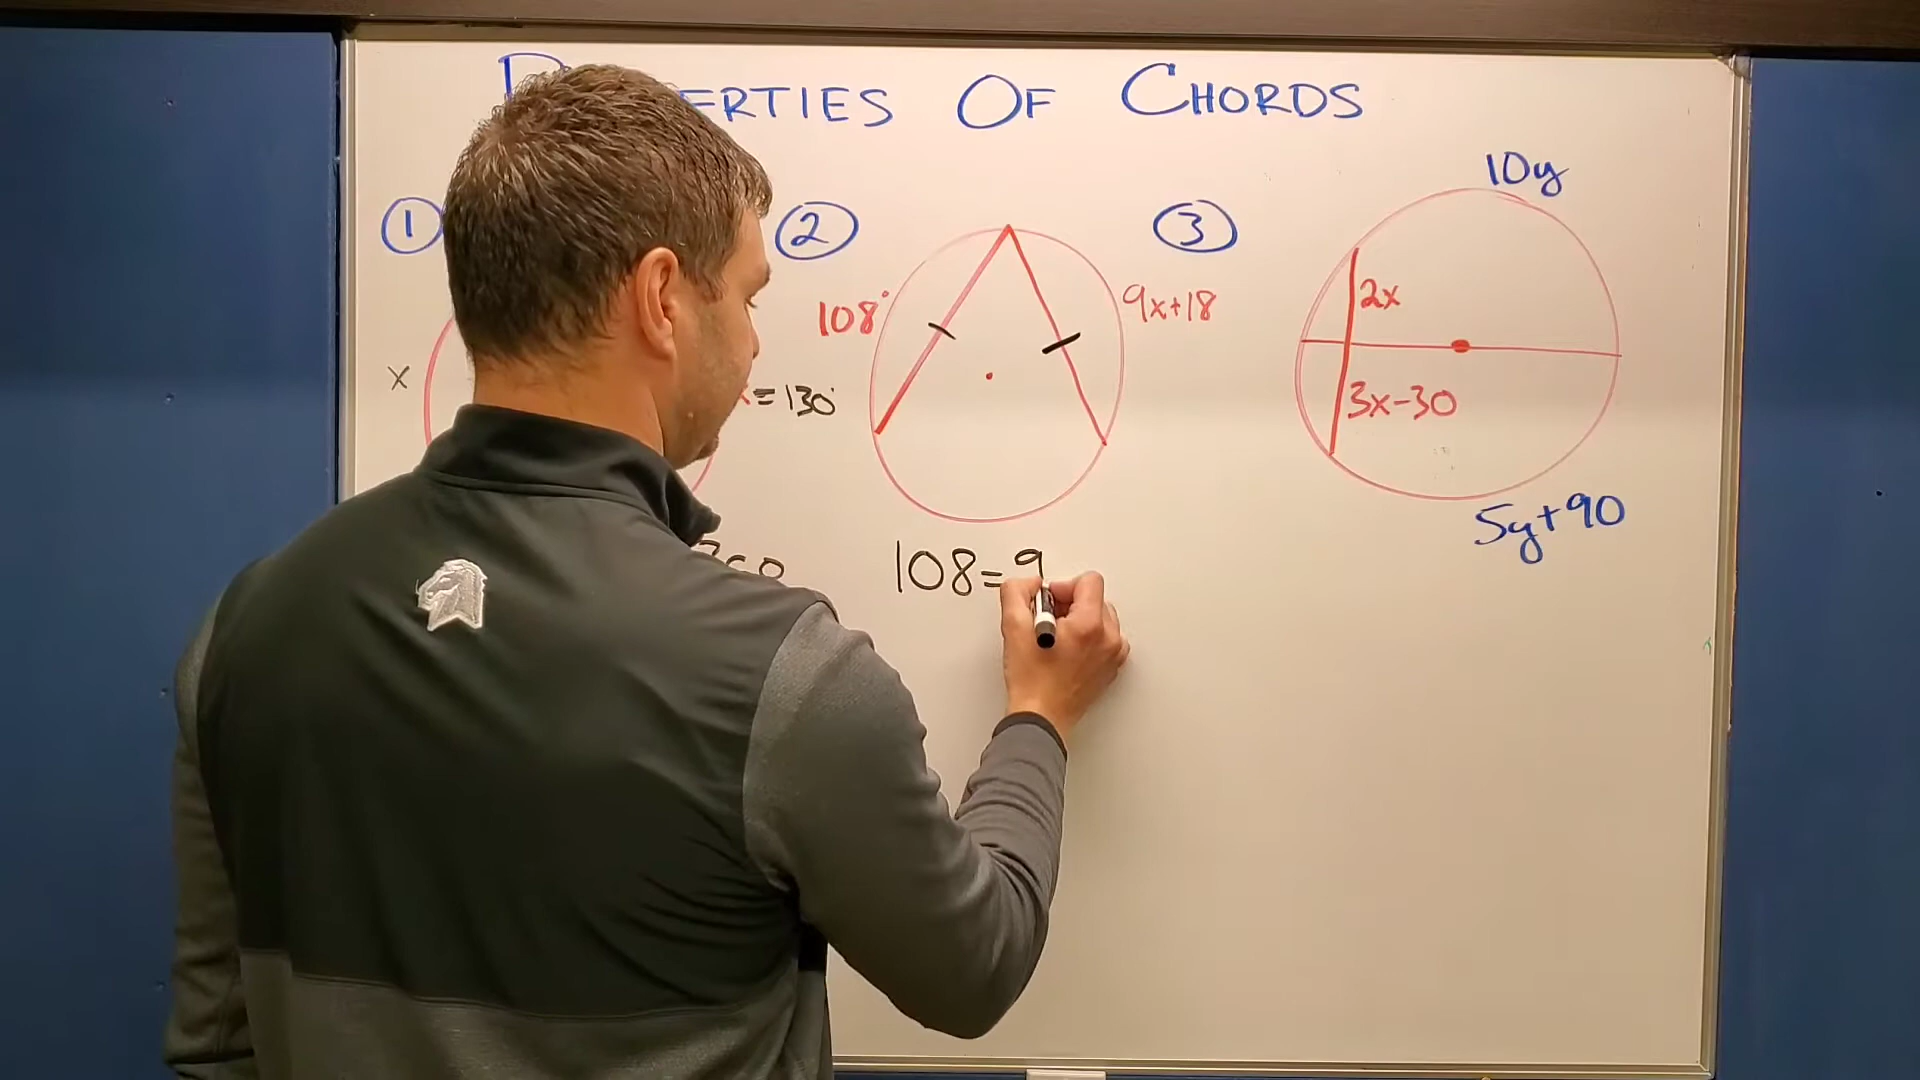 ERTIES OF CHORDS
1
x
= 130°
2
108°
9x+18
108=9
3
10y
2x
3x-30
5y+90